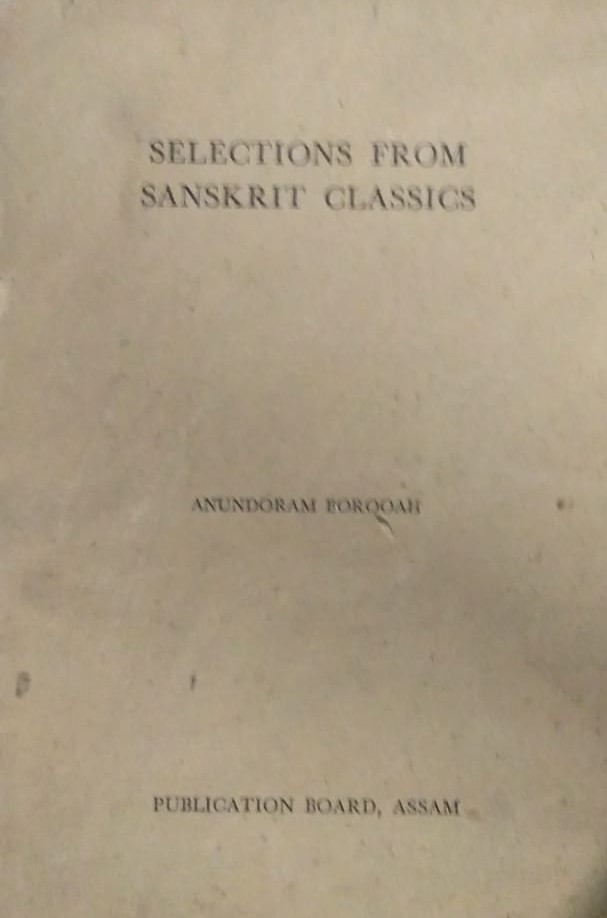 SELECTIONS FROM
SANSKRIT CLASSICS
ANUNDORAM BOROOAH
PUBLICATION BOARD, ASSAM